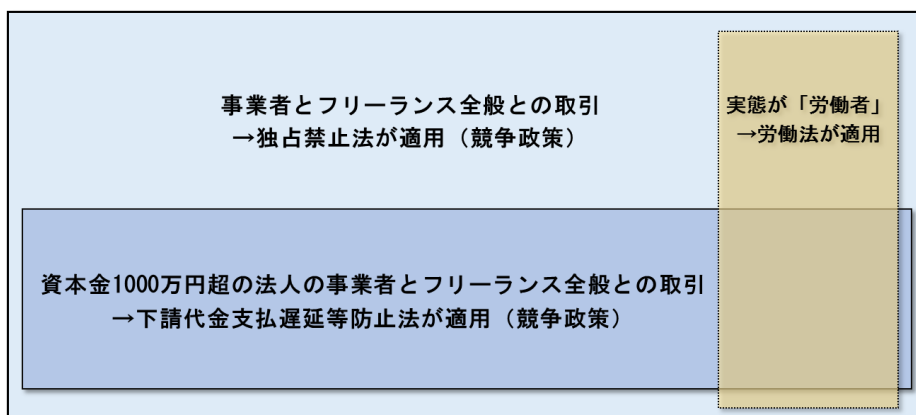 事業者とフリーランス全般との取引
→独占禁止法が適用（競争政策）
実態が「労働者」
→労働法が適用
資本金1000万円超の法人の事業者とフリーランス全般との取引
→下請代金支払遅延等防止法が適用（競争政策）